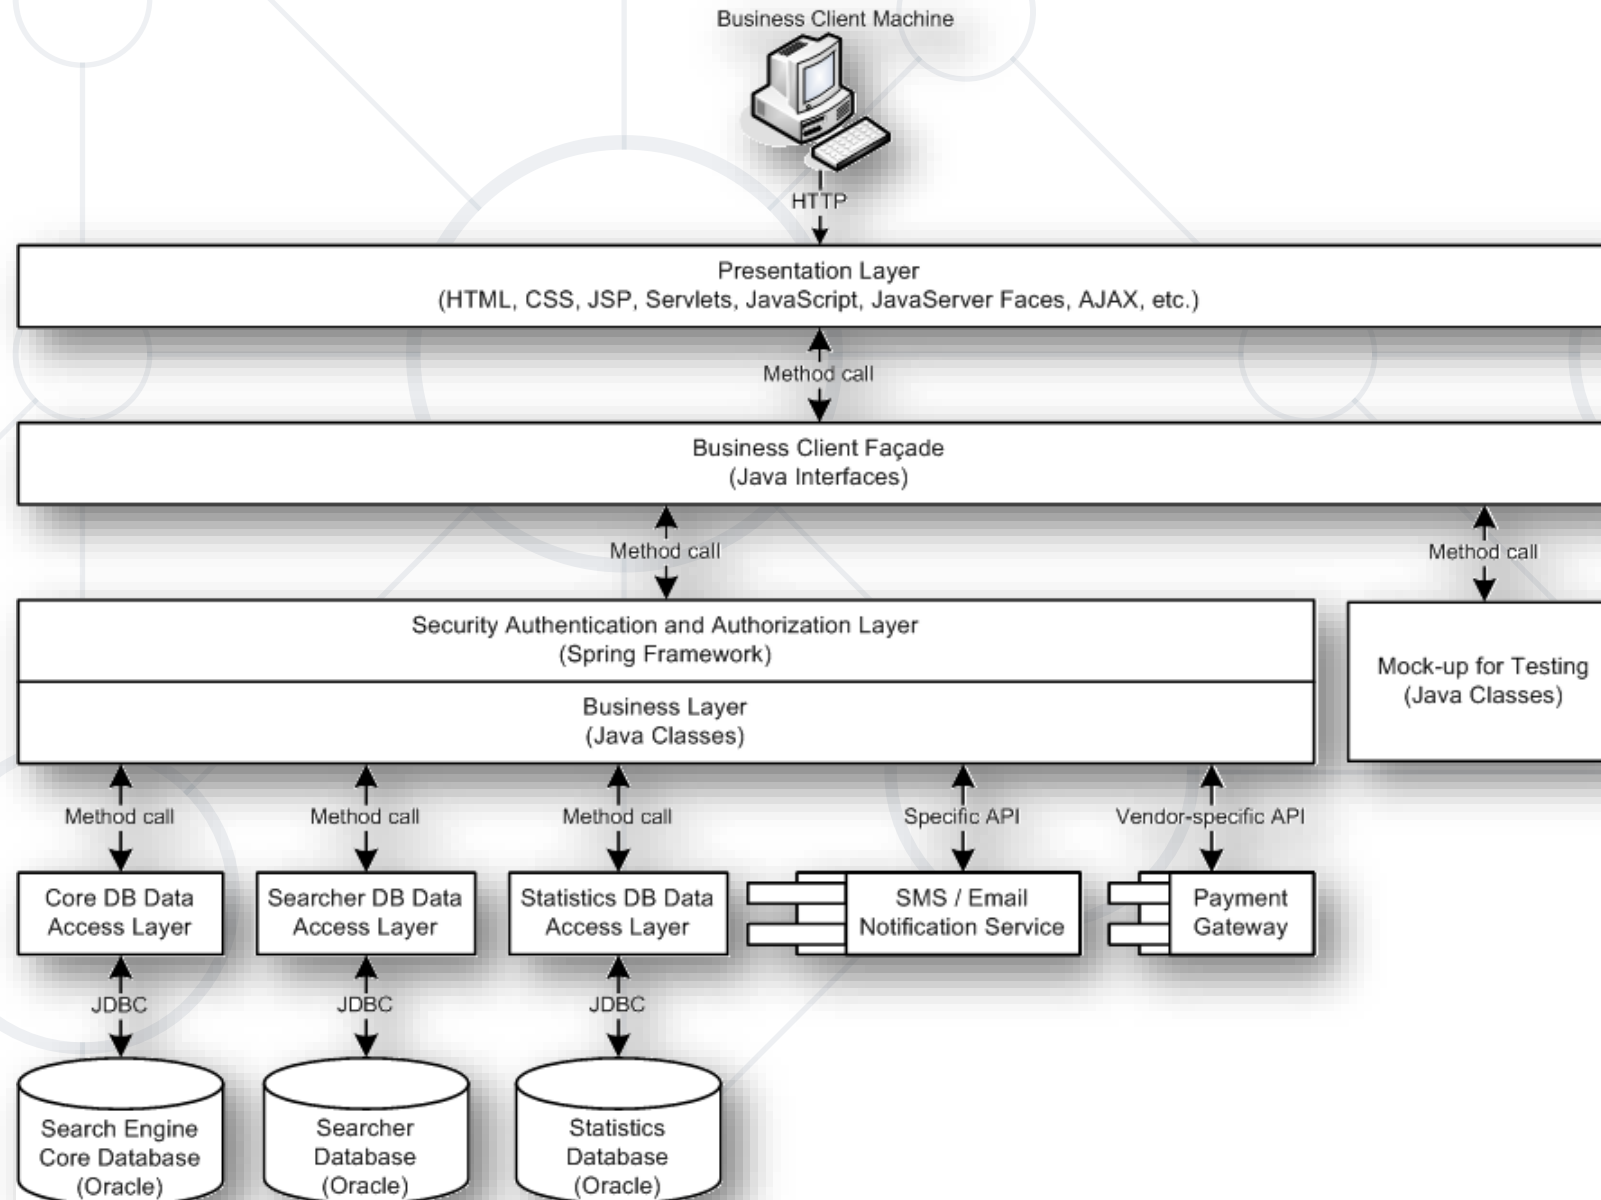 Business Client Machine
HTTP
Presentation Layer
(HTML, CSS, JSP, Servlets, JavaScript, JavaServer Faces, AJAX, etc.)
Method call
Business Client Façade
(Java Interfaces)
Method call
Method call
Security Authentication and Authorization Layer
(Spring Framework)
Mock-up for Testing
(Java Classes)
Business Layer
(Java Classes)
Method call
Method call
Method call
Specific API
Vendor-specific API
Core DB Data
Access Layer
Searcher DB Data
Access Layer
Statistics DB Data
Access Layer
SMS / Email
Notification Service
Payment
Gateway
JDBC
JDBC
JDBC
Search Engine
Core Database
(Oracle)
Searcher
Database
(Oracle)
Statistics
Database
(Oracle)